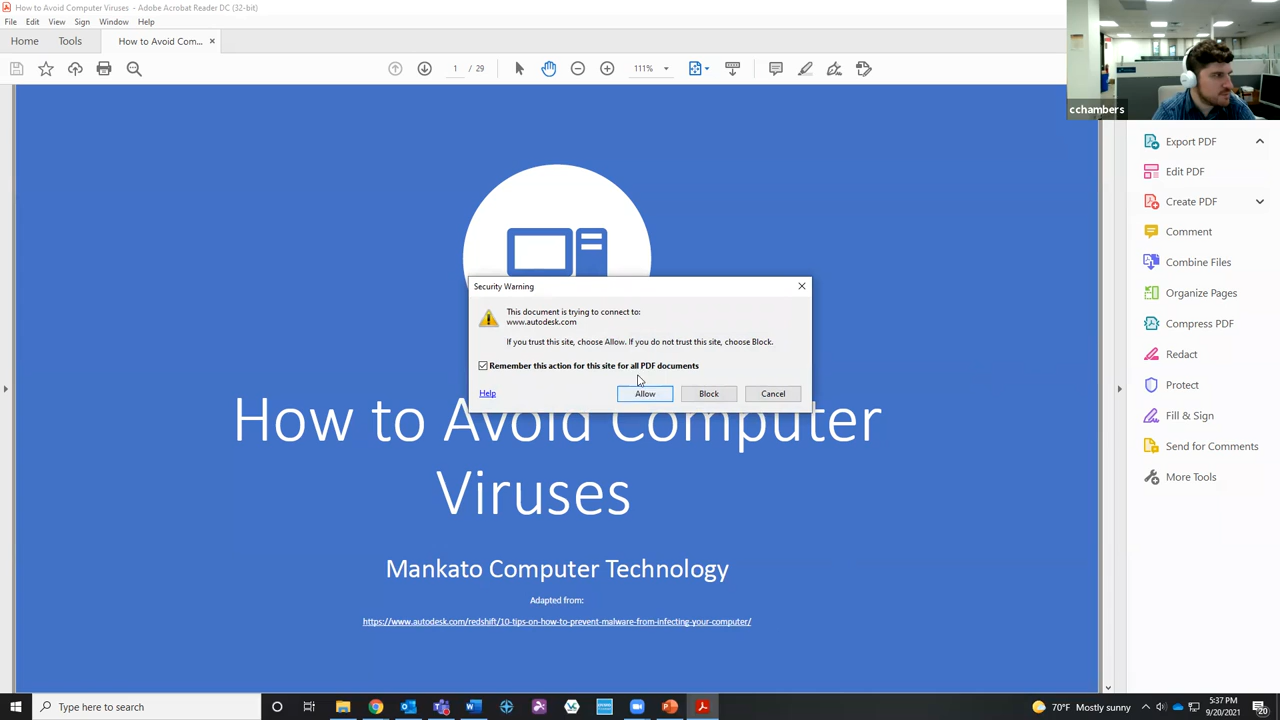 How to Avoid Computer Viruses - Adobe Acrobat Reader DC (32-bit)
File Edit View Sign Window Help
Home Tools How to Avoid Com... ×
/ 29 111%
cchambers
Export PDF
Edit PDF
Create PDF
Comment
Combine Files
Organize Pages
Compress PDF
Redact
Protect
Fill & Sign
Send for Comments
More Tools
Security Warning
This document is trying to connect to:
www.autodesk.com
If you trust this site, choose Allow. If you do not trust this site, choose Block.
Remember this action for this site for all PDF documents
Help Allow Block Cancel
How to Avoid Computer
Viruses
Mankato Computer Technology
Adapted from:
https://www.autodesk.com/redshift/10-tips-on-how-to-prevent-malware-from-infecting-your-computer/
Type here to search
70°F Mostly sunny
5:37 PM
9/20/2021
20